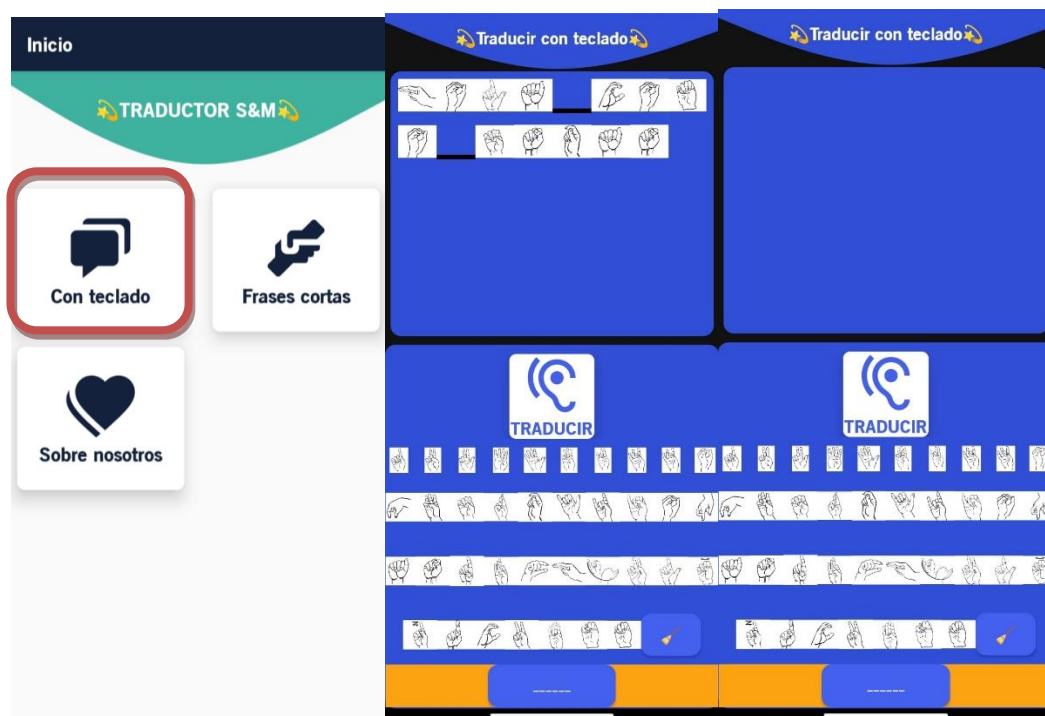 Inicio
💫TRADUCTOR S&M💫
Con teclado
Frases cortas
Sobre nosotros
💫Traducir con teclado💫
TRADUCIR
------
💫Traducir con teclado💫
TRADUCIR
------